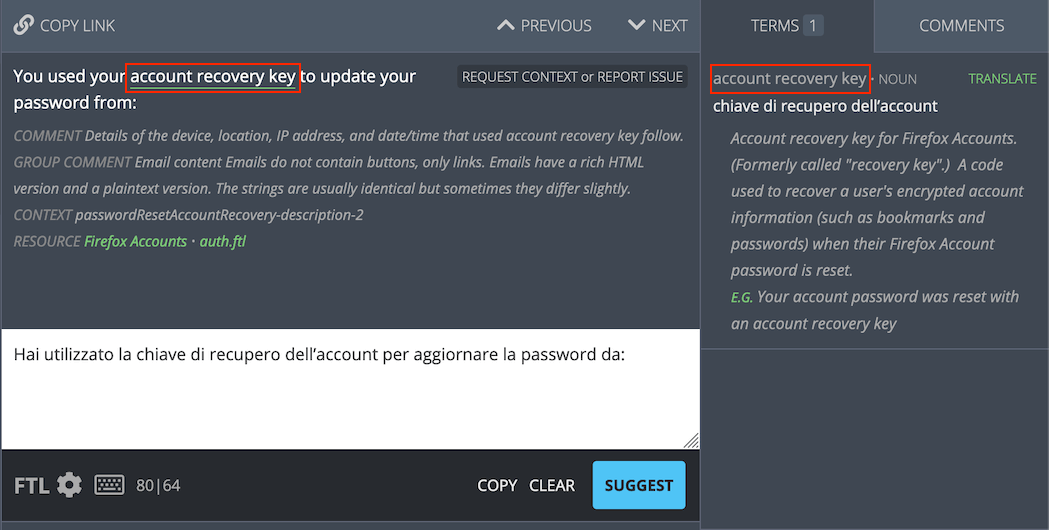 COPY LINK
PREVIOUS
NEXT
You used your account recovery key to update your
password from:
REQUEST CONTEXT or REPORT ISSUE
COMMENT Details of the device, location, IP address, and date/time that used account recovery key follow.
GROUP COMMENT Email content Emails do not contain buttons, only links. Emails have a rich HTML
version and a plaintext version. The strings are usually identical but sometimes they differ slightly.
CONTEXT passwordResetAccountRecovery-description-2
RESOURCE Firefox Accounts • auth.ftl
Hai utilizzato la chiave di recupero dell’account per aggiornare la password da:
FTL
80|64
COPY
CLEAR
SUGGEST
TERMS 1
COMMENTS
account recovery key • NOUN
TRANSLATE
chiave di recupero dell’account
Account recovery key for Firefox Accounts.
(Formerly called "recovery key".) A code
used to recover a user's encrypted account
information (such as bookmarks and
passwords) when their Firefox Account
password is reset.
E.G. Your account password was reset with
an account recovery key